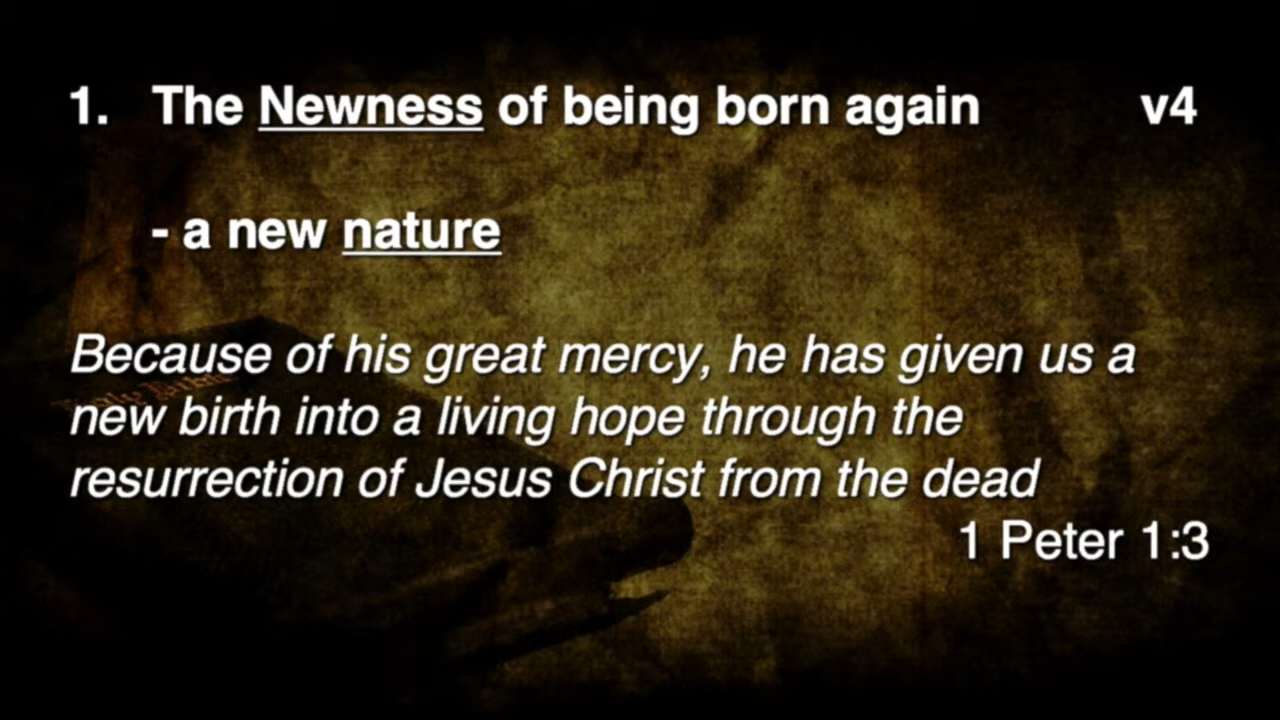 1. The Newness of being born again v4
- a new nature
Because of his great mercy, he has given us a
new birth into a living hope through the
resurrection of Jesus Christ from the dead
1 Peter 1:3